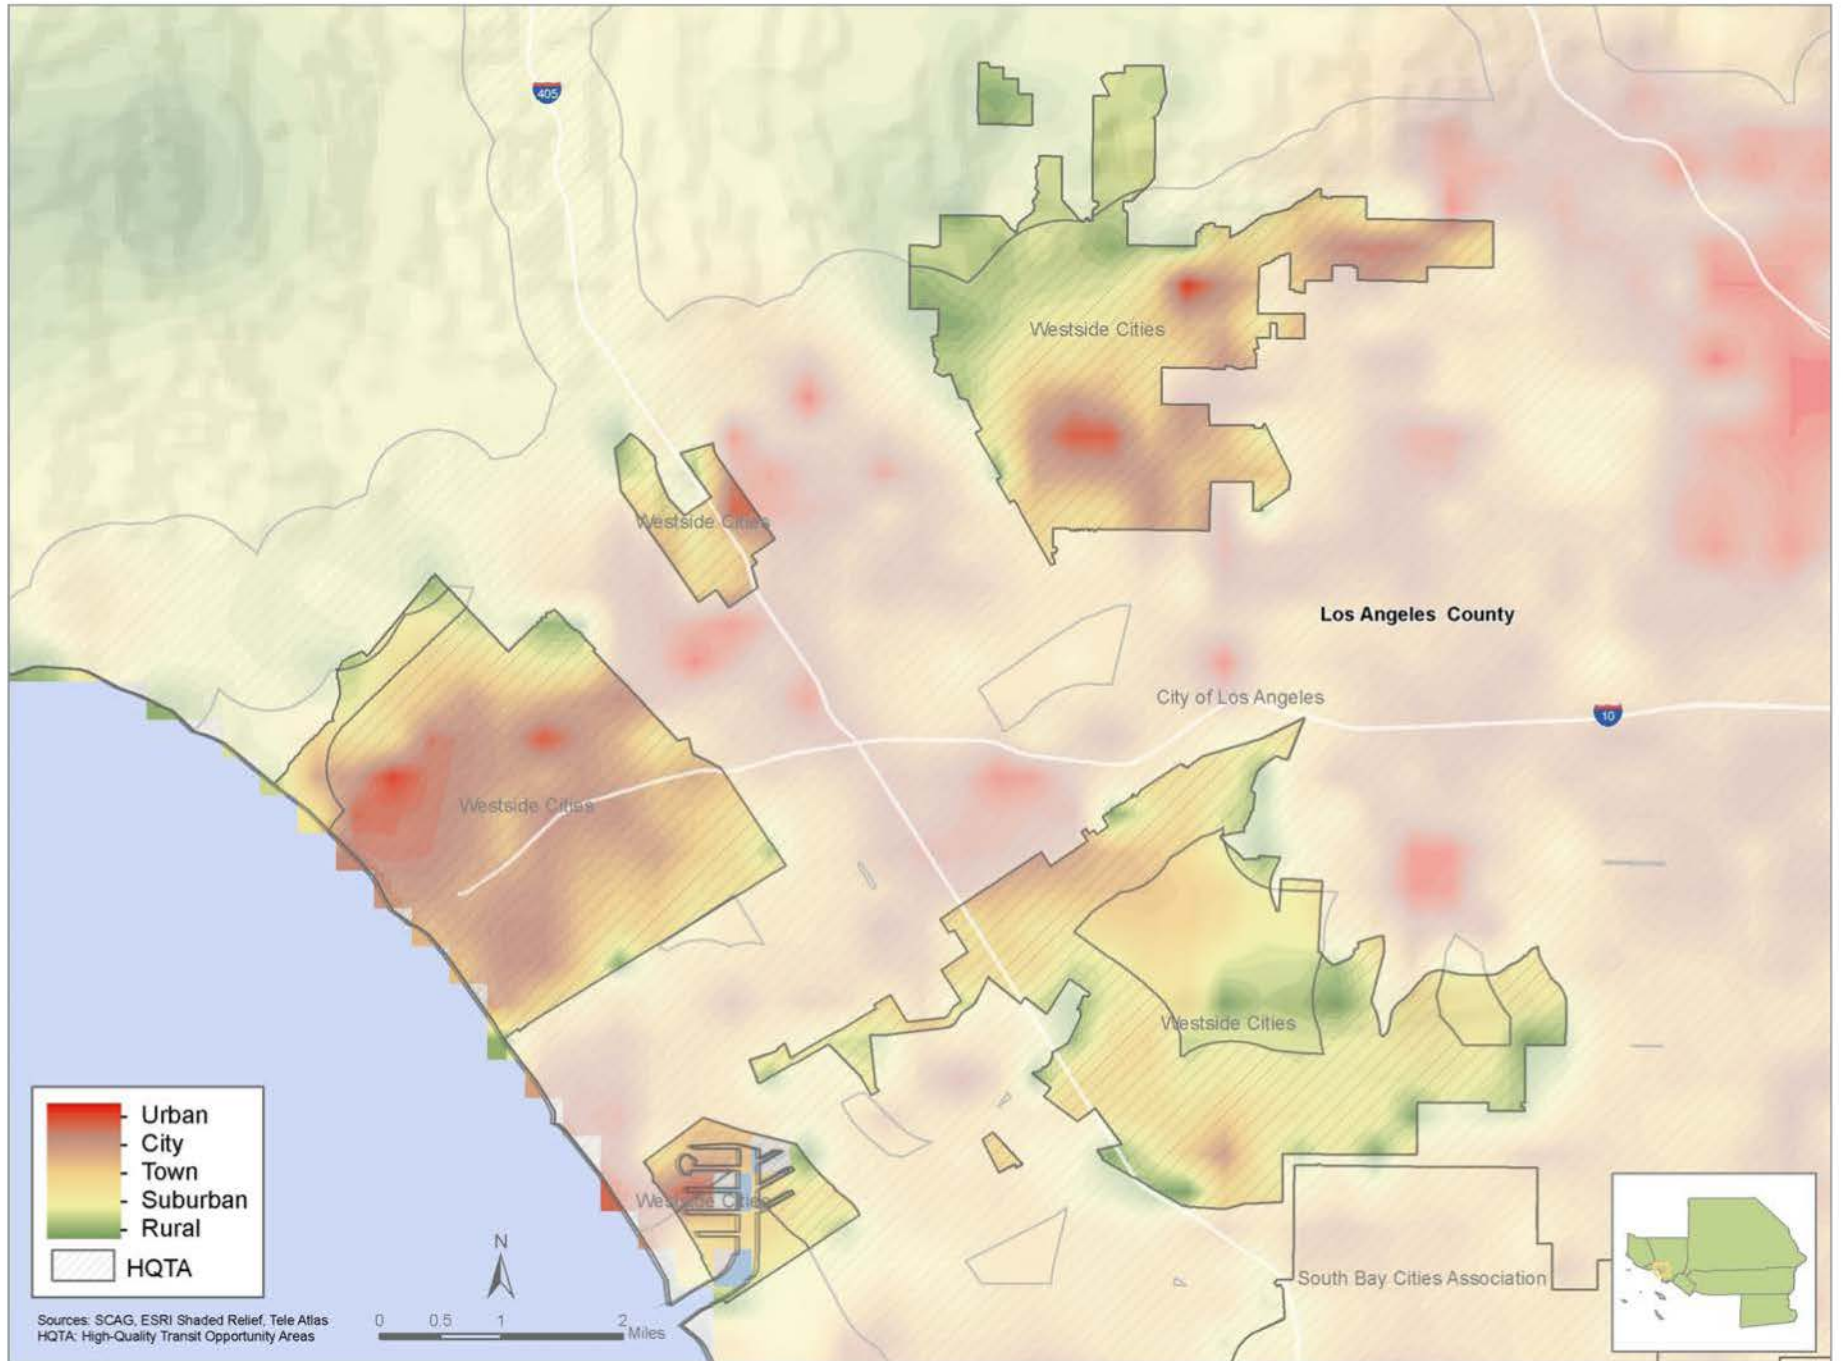 405
Westside Cities
Westside Cities
Los Angeles County
City of Los Angeles
10
Westside Cities
Westside Cities
Westside Cities
South Bay Cities Association
Urban
City
Town
Suburban
Rural
HQTA
N
Sources: SCAG, ESRI Shaded Relief, Tele Atlas
HQTA: High-Quality Transit Opportunity Areas
0 0.5 1 2
Miles